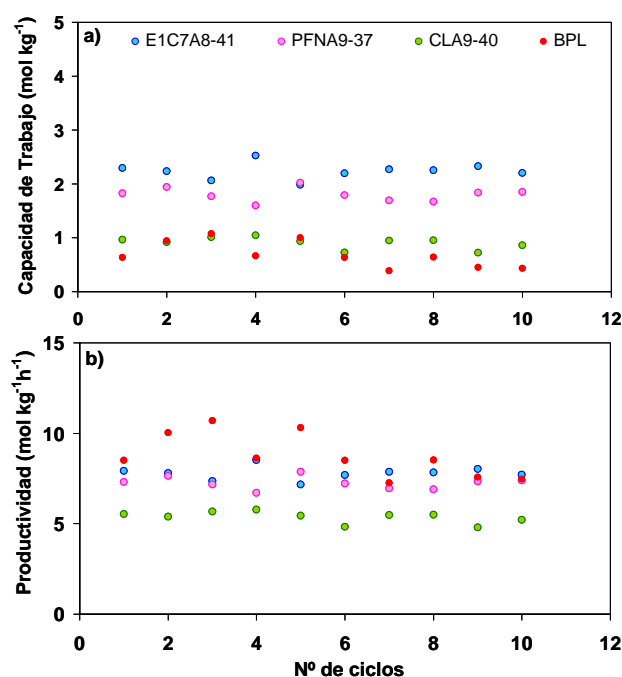 a)
E1C7A8-41 PFNA9-37 CLA9-40 BPL
Capacidad de Trabajo (mol kg⁻¹)
5
4
3
2
1
0
0 2 4 6 8 10 12
b)
Productividad (mol kg⁻¹h⁻¹)
15
10
5
0
0 2 4 6 8 10 12
Nº de ciclos